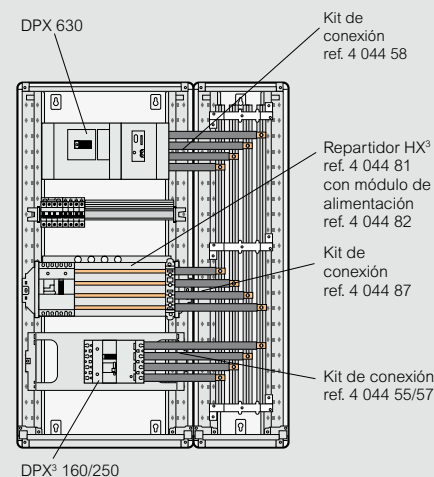 DPX 630
Kit de
conexión
ref. 4 044 58
Repartidor HX³
ref. 4 044 81
con módulo de
alimentación
ref. 4 044 82
Kit de
conexión
ref. 4 044 87
Kit de conexión
ref. 4 044 55/57
DPX³ 160/250